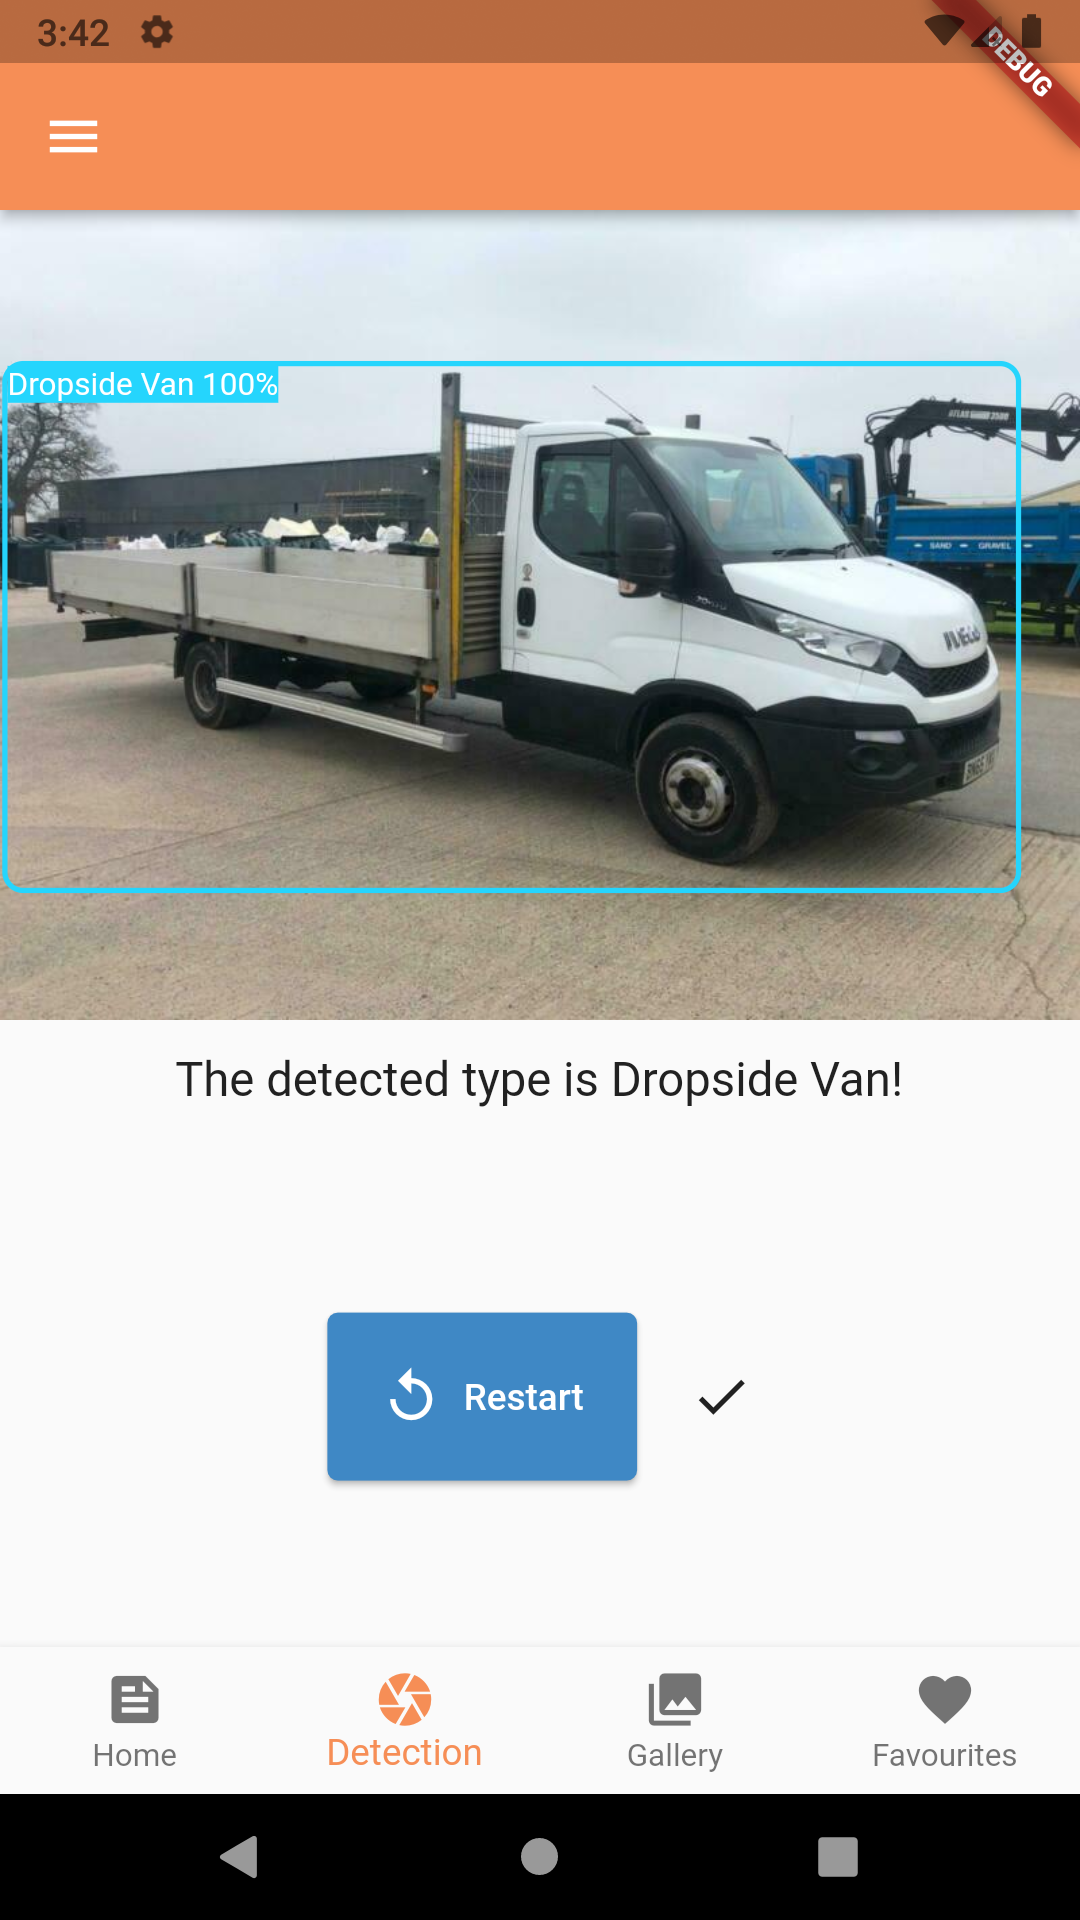 3:42
DEBUG
Dropside Van 100%
ATLAS
SAND GRAVEL
IVECO
The detected type is Dropside Van!
Restart
Home
Detection
Gallery
Favourites